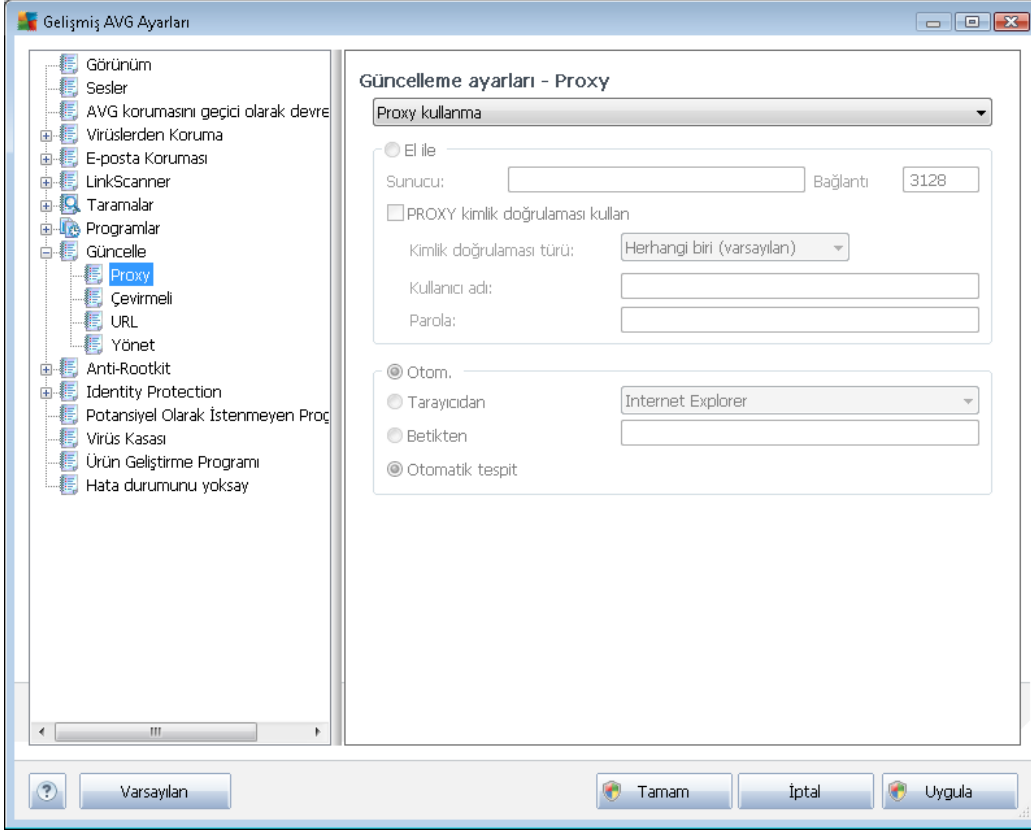 Gelişmiş AVG Ayarları
Görünüm
Sesler
AVG korumasını geçici olarak devre
Virüslerden Koruma
E-posta Koruması
LinkScanner
Taramalar
Programlar
Güncelle
Proxy
Çevirmeli
URL
Yönet
Anti-Rootkit
Identity Protection
Potansiyel Olarak İstenmeyen Prog
Virüs Kasası
Ürün Geliştirme Programı
Hata durumunu yoksay
Güncelleme ayarları - Proxy
Proxy kullanma
El ile
Sunucu: Bağlantı 3128
PROXY kimlik doğrulaması kullan
Kimlik doğrulaması türü: Herhangi biri (varsayılan)
Kullanıcı adı:
Parola:
Otom.
Tarayıcıdan Internet Explorer
Betikten
Otomatik tespit
? Varsayılan Tamam İptal Uygula